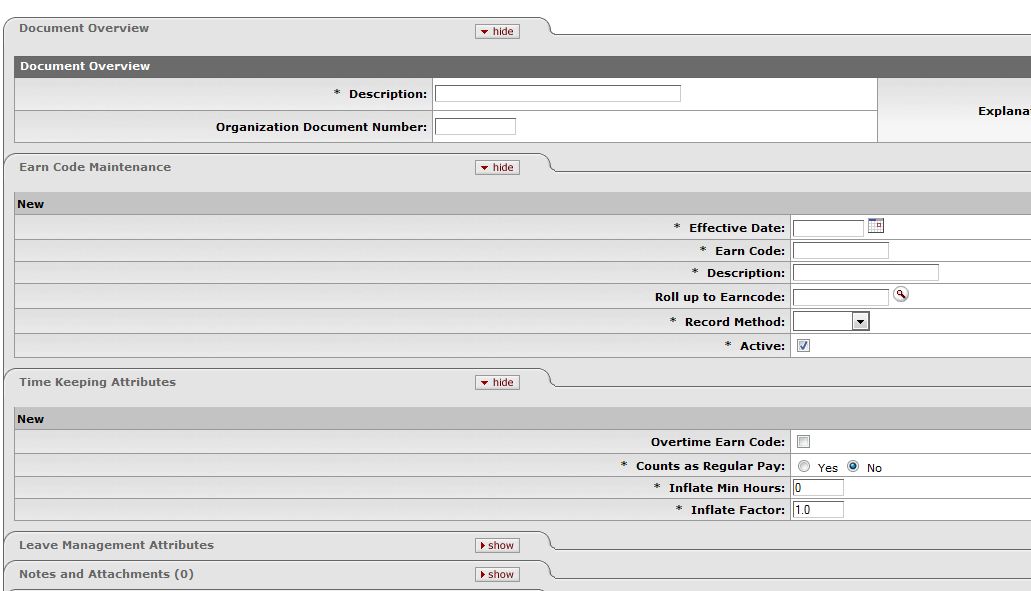 Document Overview
hide
Document Overview
* Description:
Explana
Organization Document Number:
Earn Code Maintenance
hide
New
* Effective Date:
* Earn Code:
* Description:
Roll up to Earncode:
* Record Method:
* Active:
Time Keeping Attributes
hide
New
Overtime Earn Code:
* Counts as Regular Pay: Yes No
* Inflate Min Hours: 0
* Inflate Factor: 1.0
Leave Management Attributes
show
Notes and Attachments (0)
show